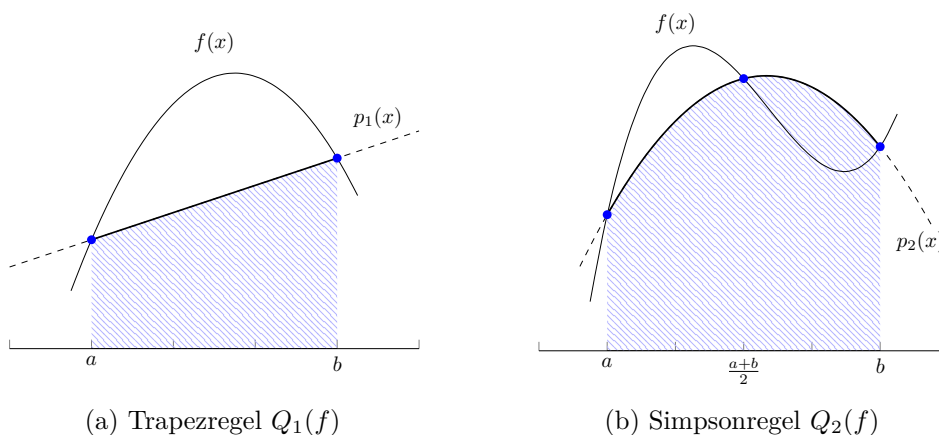 f(x)
p₁(x)
a
b
(a) Trapezregel Q₁(f)
f(x)
p₂(x)
a
a+b
2
b
(b) Simpsonregel Q₂(f)